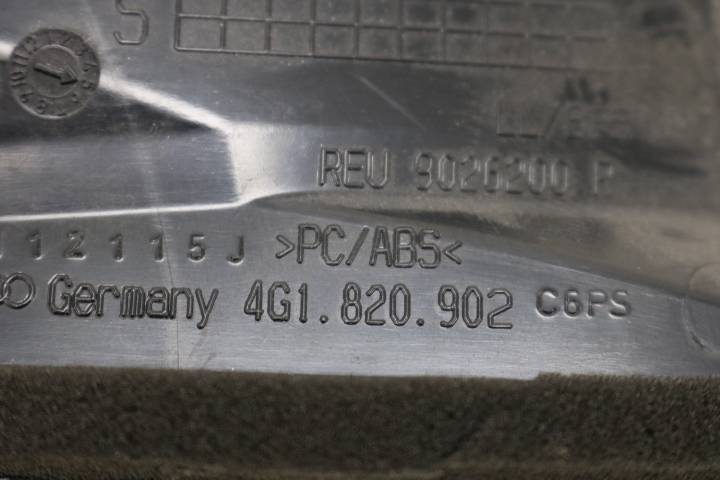 S
REU 9026200
12115J >PC/ABS<
Germany 4G1.820.902 C6PS